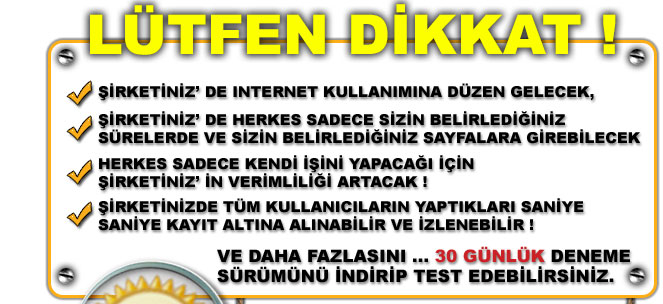 LÜTFEN DİKKAT !
ŞİRKETİNİZ' DE INTERNET KULLANIMINA DÜZEN GELECEK,
ŞİRKETİNİZ' DE HERKES SADECE SİZİN BELİRLEDİĞİNİZ
SÜRELERDE VE SİZİN BELİRLEDİĞİNİZ SAYFALARA GİREBİLECEK
HERKES SADECE KENDİ İŞİNİ YAPACAĞI İÇİN
ŞİRKETİNİZ' İN VERİMLİLİĞİ ARTACAK !
ŞİRKETİNİZDE TÜM KULLANICILARIN YAPTIKLARI SANİYE
SANİYE KAYIT ALTINA ALINABİLİR VE İZLENEBİLİR !
VE DAHA FAZLASINI ... 30 GÜNLÜK DENEME
SÜRÜMÜNÜ İNDİRİP TEST EDEBİLİRSİNİZ.